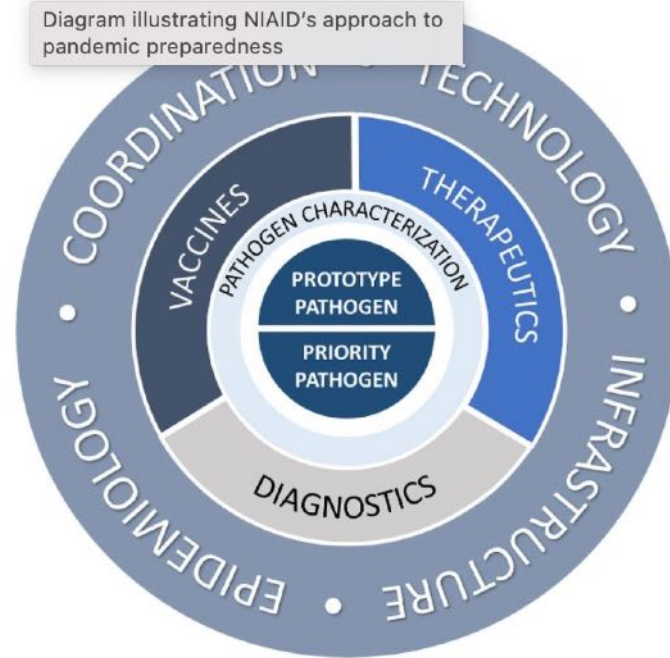 Diagram illustrating NIAID's approach to
pandemic preparedness
COORDINATION • TECHNOLOGY • INFRASTRUCTURE • EPIDEMIOLOGY •
VACCINES
THERAPEUTICS
DIAGNOSTICS
PATHOGEN CHARACTERIZATION
PROTOTYPE
PATHOGEN
PRIORITY
PATHOGEN